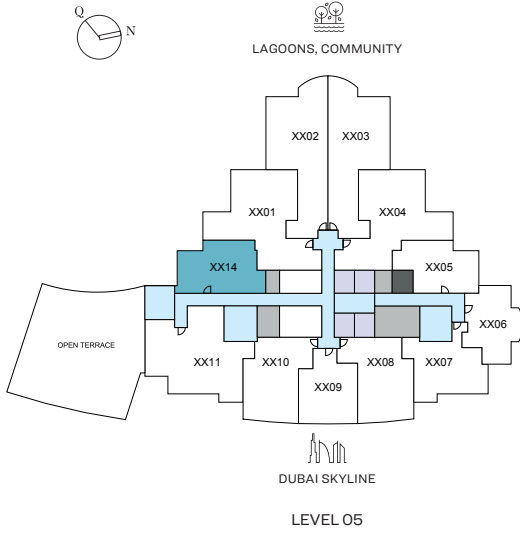 Q
N
LAGOONS, COMMUNITY
XX02
XX03
XX01
XX04
XX14
XX05
XX06
OPEN TERRACE
XX11
XX10
XX08
XX07
XX09
DUBAI SKYLINE
LEVEL 05